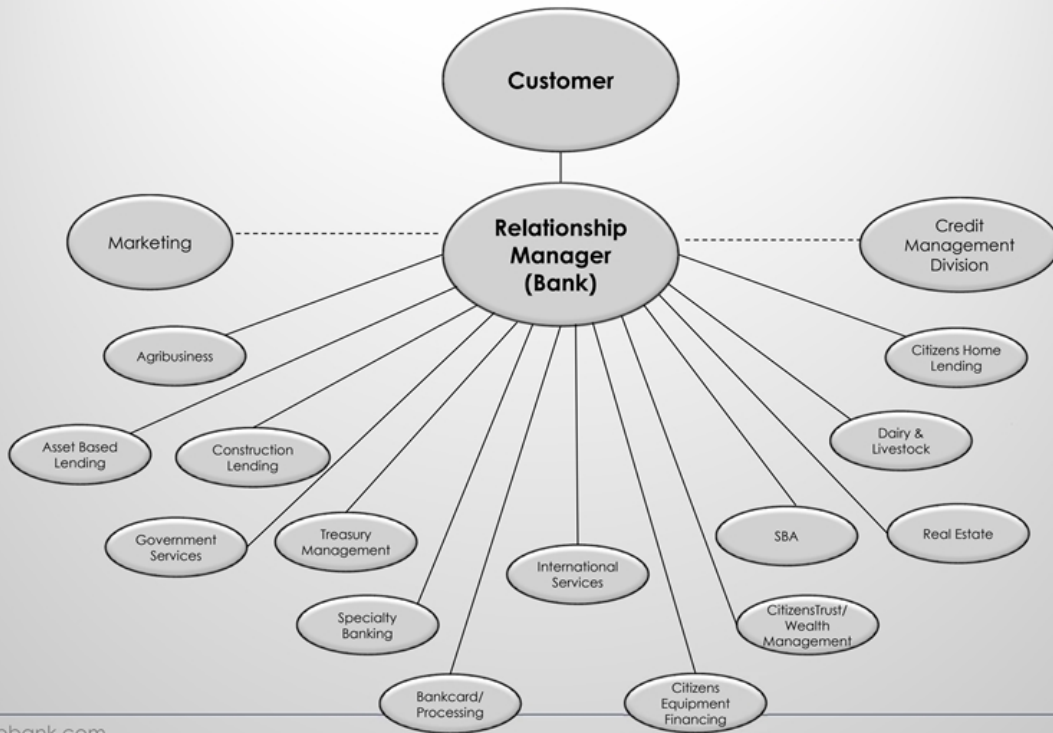 Customer
Relationship
Manager
(Bank)
Marketing
Credit
Management
Division
Agribusiness
Citizens Home
Lending
Asset Based
Lending
Construction
Lending
Dairy &
Livestock
Government
Services
Treasury
Management
International
Services
SBA
Real Estate
Specialty
Banking
CitizensTrust/
Wealth
Management
Bankcard/
Processing
Citizens
Equipment
Financing